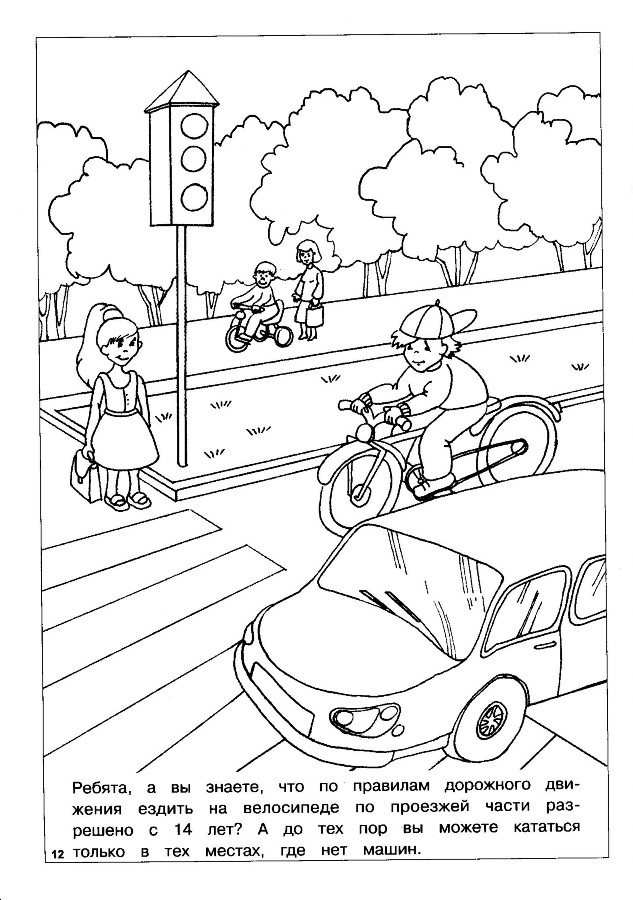 Ребята, а вы знаете, что по правилам дорожного дви-
жения ездить на велосипеде по проезжей части раз-
решено с 14 лет? А до тех пор вы можете кататься
12 только в тех местах, где нет машин.